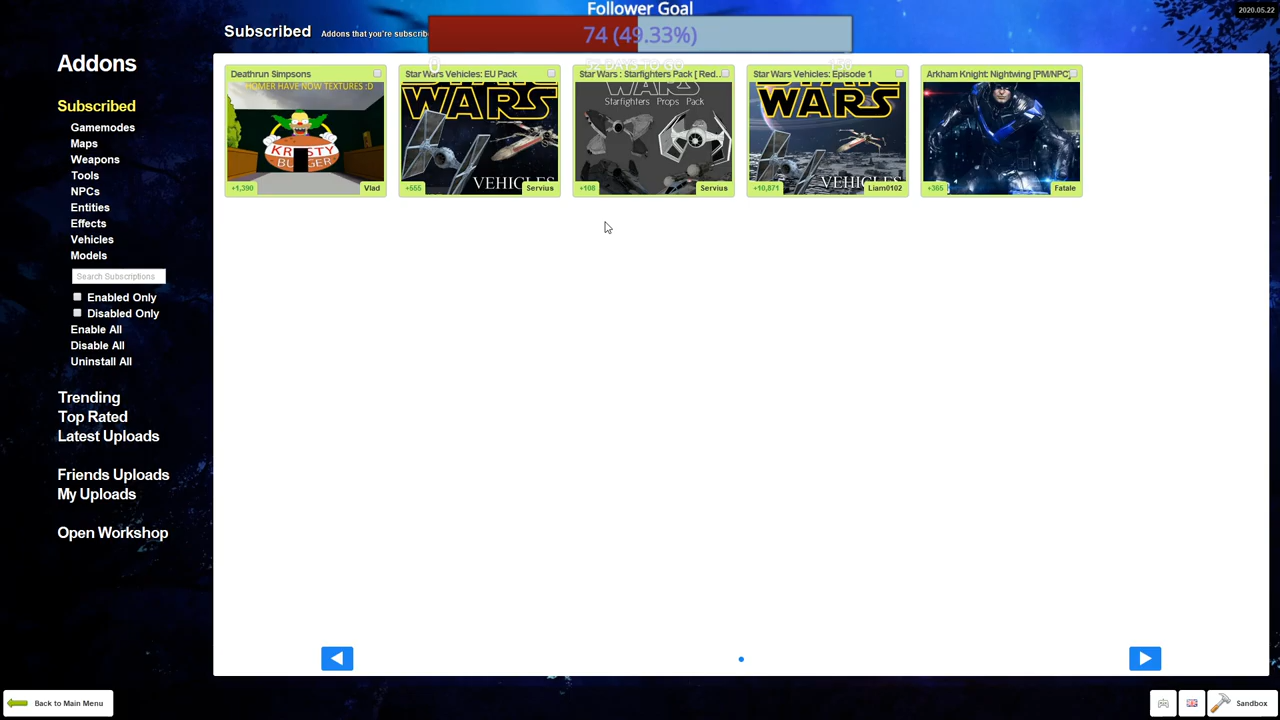 Follower Goal
2020.05.22
Subscribed
Addons that you're subscrib
74 (49.33%)
Addons
Subscribed
Gamemodes
Maps
Weapons
Tools
NPCs
Entities
Effects
Vehicles
Models
Search Subscriptions
Enabled Only
Disabled Only
Enable All
Disable All
Uninstall All
Trending
Top Rated
Latest Uploads
Friends Uploads
My Uploads
Open Workshop
Deathrun Simpsons
HOMER HAVE NOW TEXTURES :D
KRUSTY
BURGER
+1,390
Vlad
Star Wars Vehicles: EU Pack
WARS
VEHICLES
+555
Servius
Star Wars : Starfighters Pack [ Red...
WARS
Starfighters Props Pack
+108
Servius
Star Wars Vehicles: Episode 1
WARS
VEHICLES
+10,871
Liam0102
Arkham Knight: Nightwing [PM/NPC]
+365
Fatale
Back to Main Menu
Sandbox